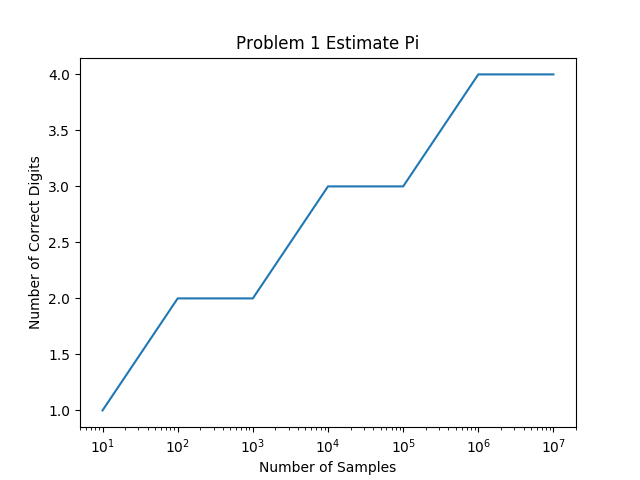 Problem 1 Estimate Pi
Number of Correct Digits
4.0
3.5
3.0
2.5
2.0
1.5
1.0
10¹ 10² 10³ 10⁴ 10⁵ 10⁶ 10⁷
Number of Samples